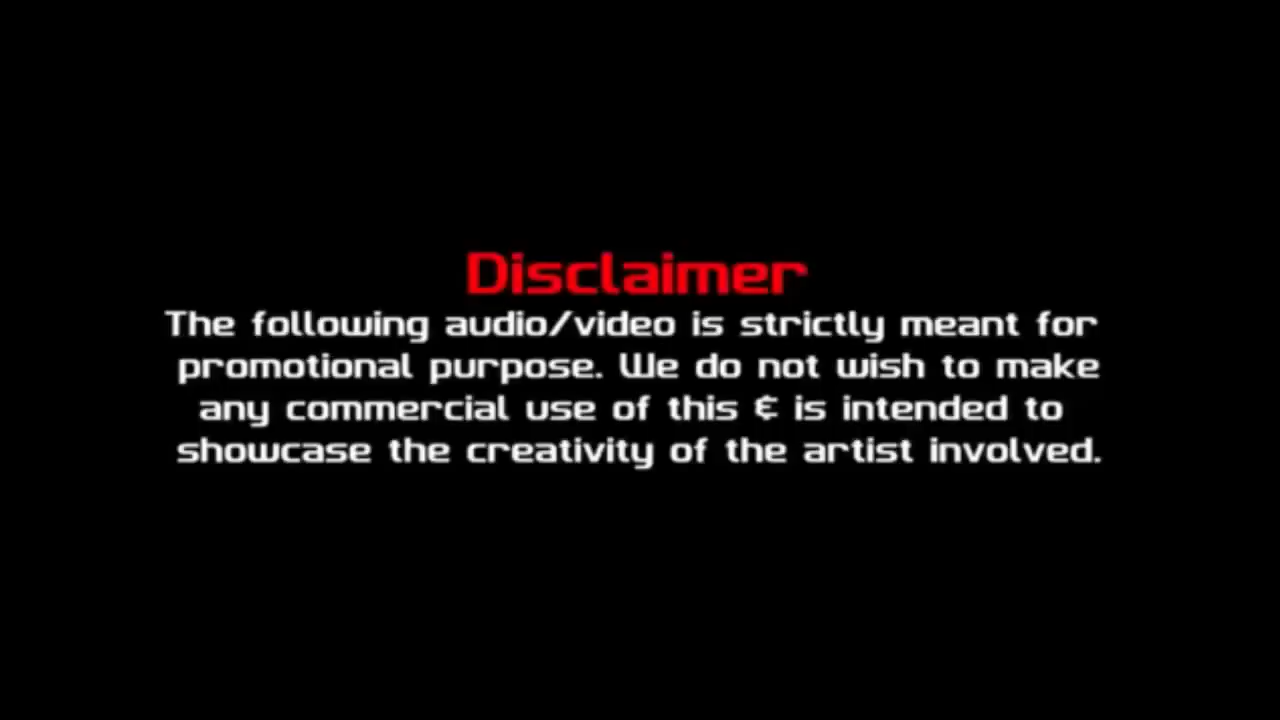 Disclaimer
The following audio/video is strictly meant for
promotional purpose. We do not wish to make
any commercial use of this & is intended to
showcase the creativity of the artist involved.